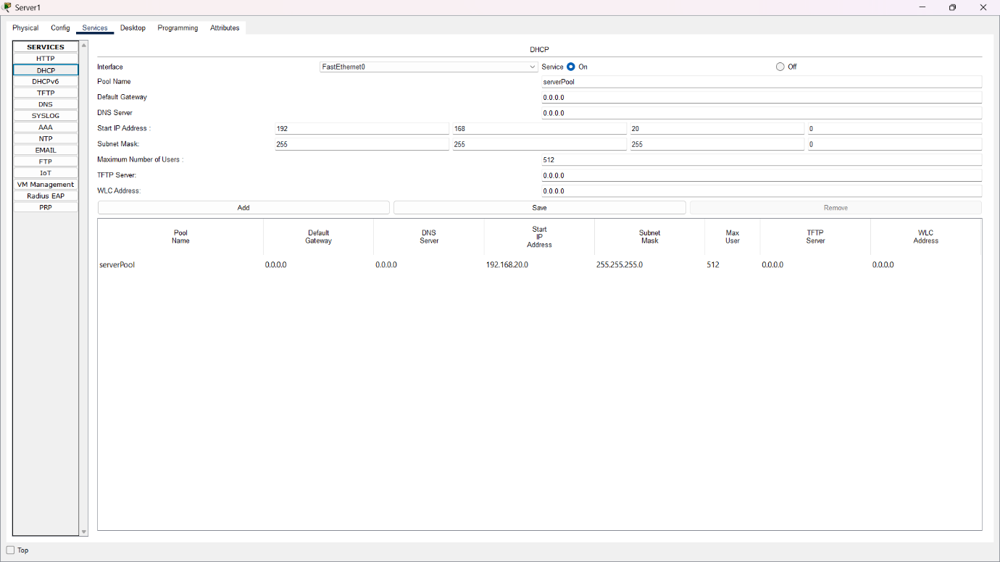 Server1
Physical Config Services Desktop Programming Attributes
SERVICES
HTTP
DHCP
DHCPv6
TFTP
DNS
SYSLOG
AAA
NTP
EMAIL
FTP
IoT
VM Management
Radius EAP
PRP
DHCP
Interface FastEthernet0 Service On Off
Pool Name serverPool
Default Gateway 0.0.0.0
DNS Server 0.0.0.0
Start IP Address : 192 168 20 0
Subnet Mask: 255 255 255 0
Maximum Number of Users : 512
TFTP Server: 0.0.0.0
WLC Address: 0.0.0.0
Add Save Remove
Pool Name Default Gateway DNS Server Start IP Address Subnet Mask Max User TFTP Server WLC Address
serverPool 0.0.0.0 0.0.0.0 192.168.20.0 255.255.255.0 512 0.0.0.0 0.0.0.0
Top